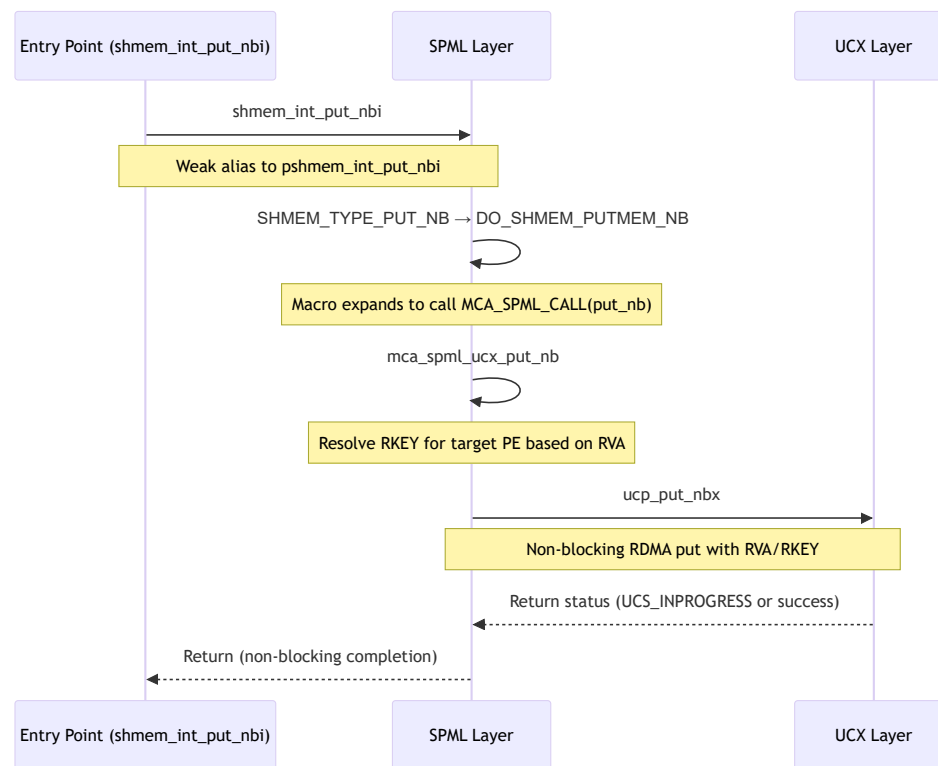 Entry Point (shmem_int_put_nbi)
SPML Layer
UCX Layer
shmem_int_put_nbi
Weak alias to pshmem_int_put_nbi
SHMEM_TYPE_PUT_NB → DO_SHMEM_PUTMEM_NB
Macro expands to call MCA_SPML_CALL(put_nb)
mca_spml_ucx_put_nb
Resolve RKEY for target PE based on RVA
ucp_put_nbx
Non-blocking RDMA put with RVA/RKEY
Return status (UCS_INPROGRESS or success)
Return (non-blocking completion)
Entry Point (shmem_int_put_nbi)
SPML Layer
UCX Layer